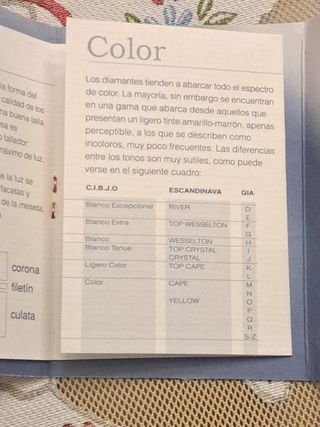 Color
Los diamantes tienden a abarcar todo el espectro
de color. La mayoría, sin embargo se encuentran
en una gama que abarca desde aquellos que
presentan un ligero tinte amarillo-marrón, apenas
perceptible, a los que se describen como
incoloros, muy poco frecuentes. Las diferencias
entre los tonos son muy sutiles, como puede
verse en el siguiente cuadro:
C.I.B.J.O ESCANDINAVA GIA
Blanco Excepcional RIVER D
E
Blanco Extra TOP WESSELTON F
G
Blanco WESSELTON H
Blanco Tenue TOP CRYSTAL I
CRYSTAL J
Ligero Color TOP CAPE K
L
Color CAPE M
N
YELLOW O
P
Q
R
S-Z
la forma del
calidad de los
na buena talla
sa es
tallador:
máximo de luz.
e la luz se
facetas y
de la meseta,
corona
filetín
culata